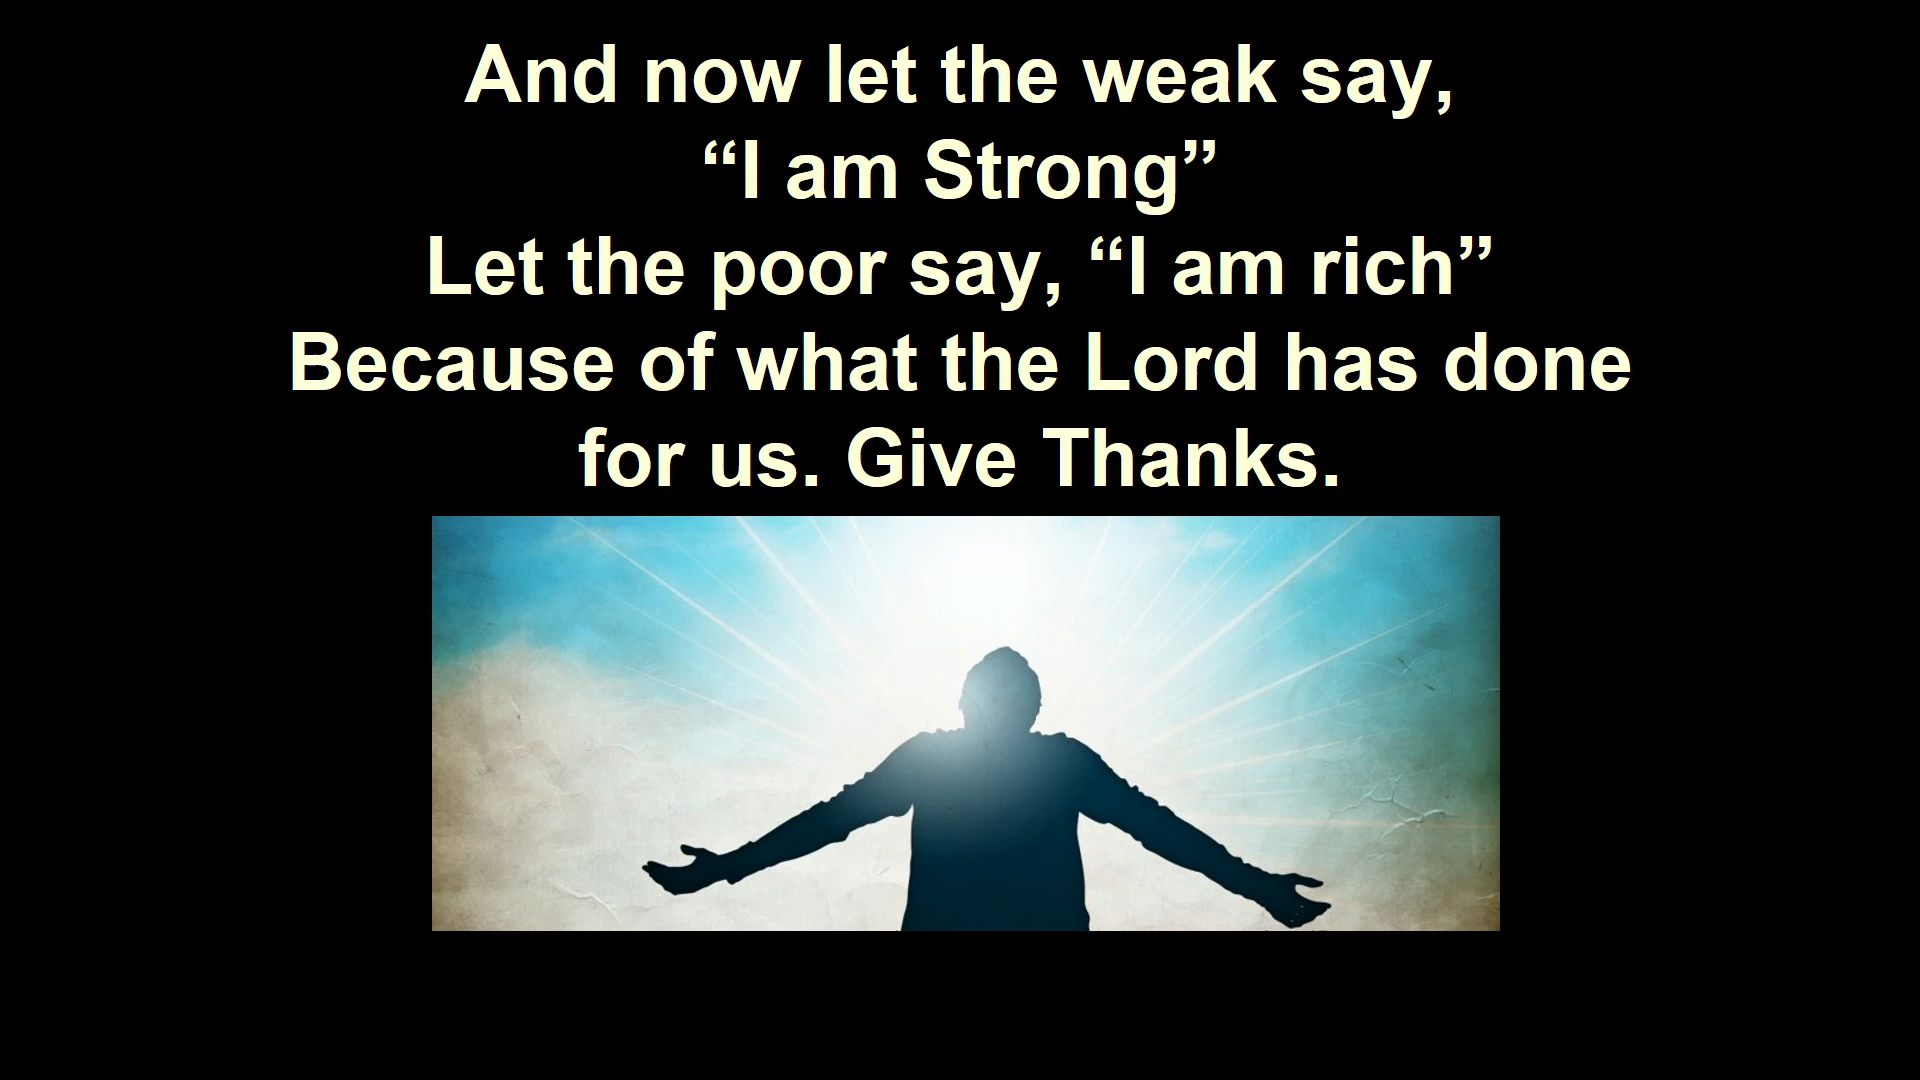 And now let the weak say,
“I am Strong”
Let the poor say, “I am rich”
Because of what the Lord has done
for us. Give Thanks.